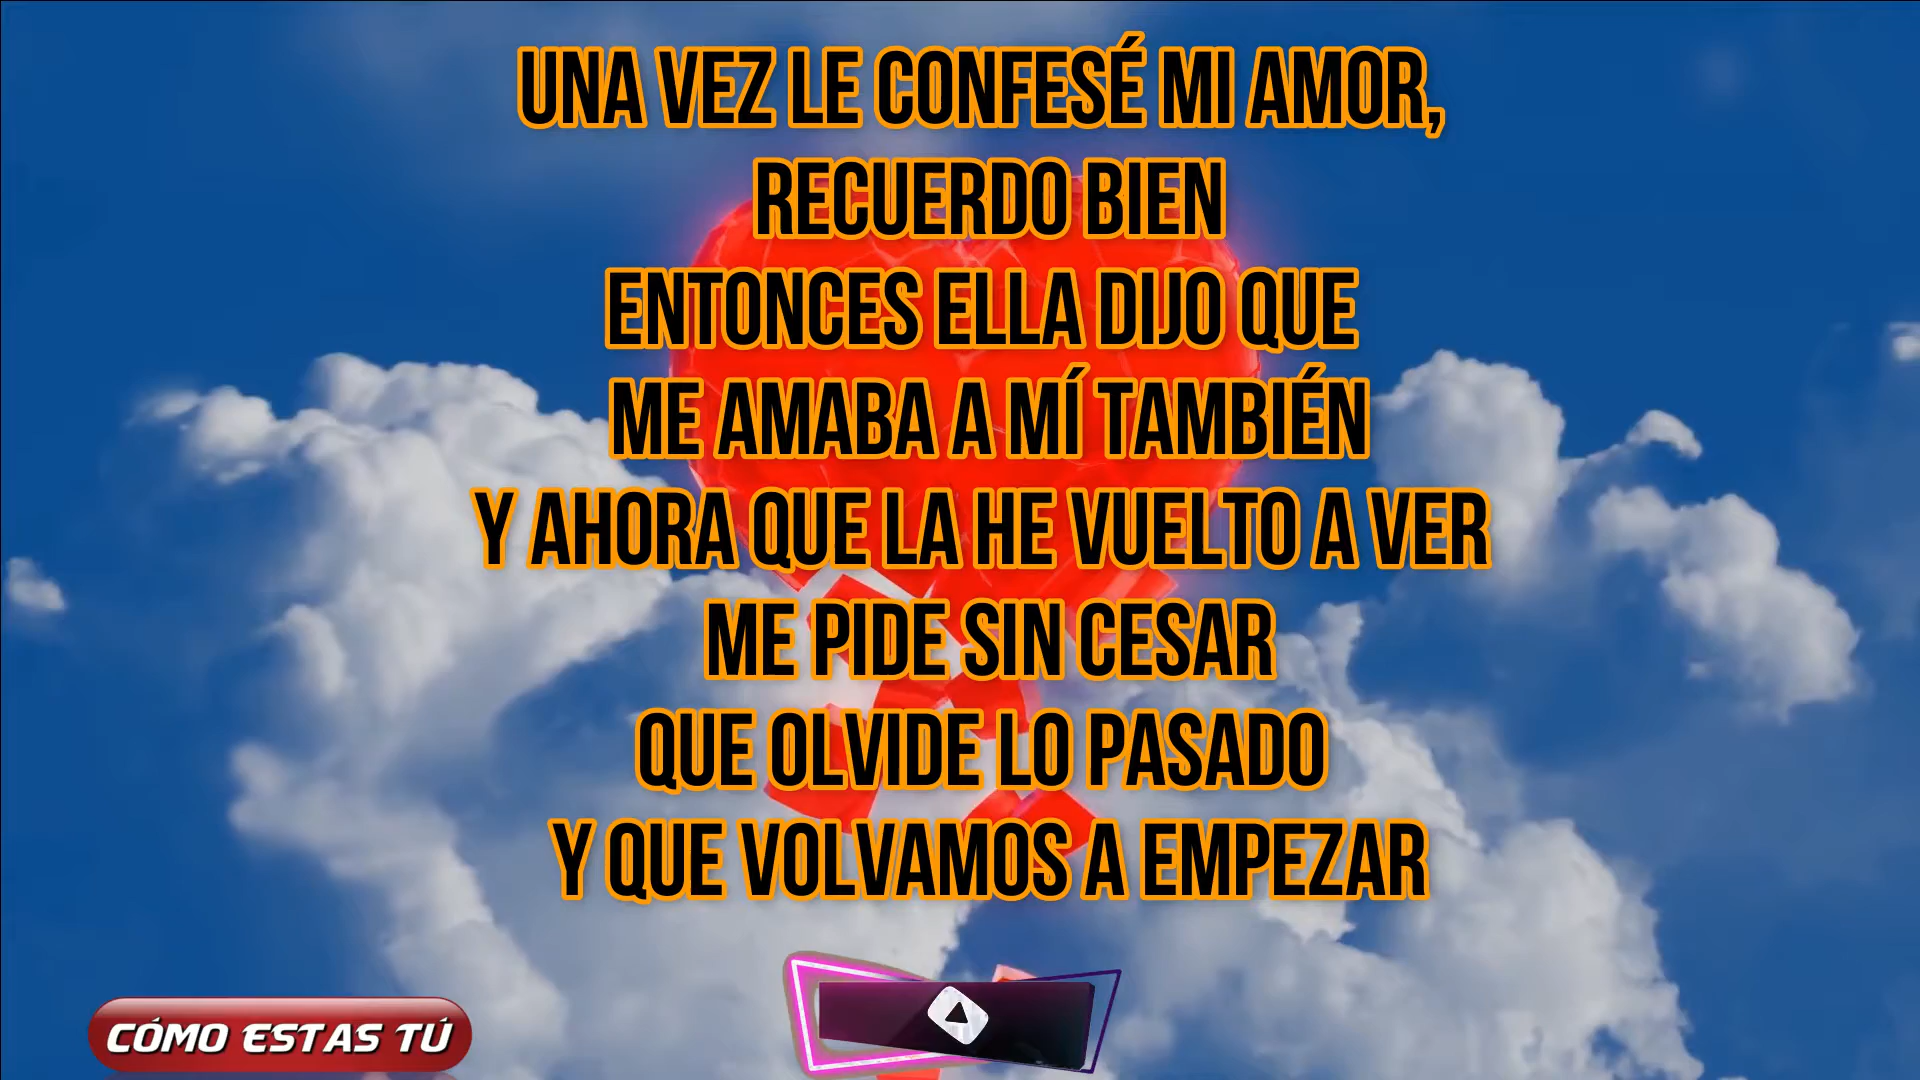 UNA VEZ LE CONFESÉ MI AMOR,
RECUERDO BIEN
ENTONCES ELLA DIJO QUE
ME AMABA A MÍ TAMBIÉN
Y AHORA QUE LA HE VUELTO A VER
ME PIDE SIN CESAR
QUE OLVIDE LO PASADO
Y QUE VOLVAMOS A EMPEZAR
CÓMO ESTAS TÚ